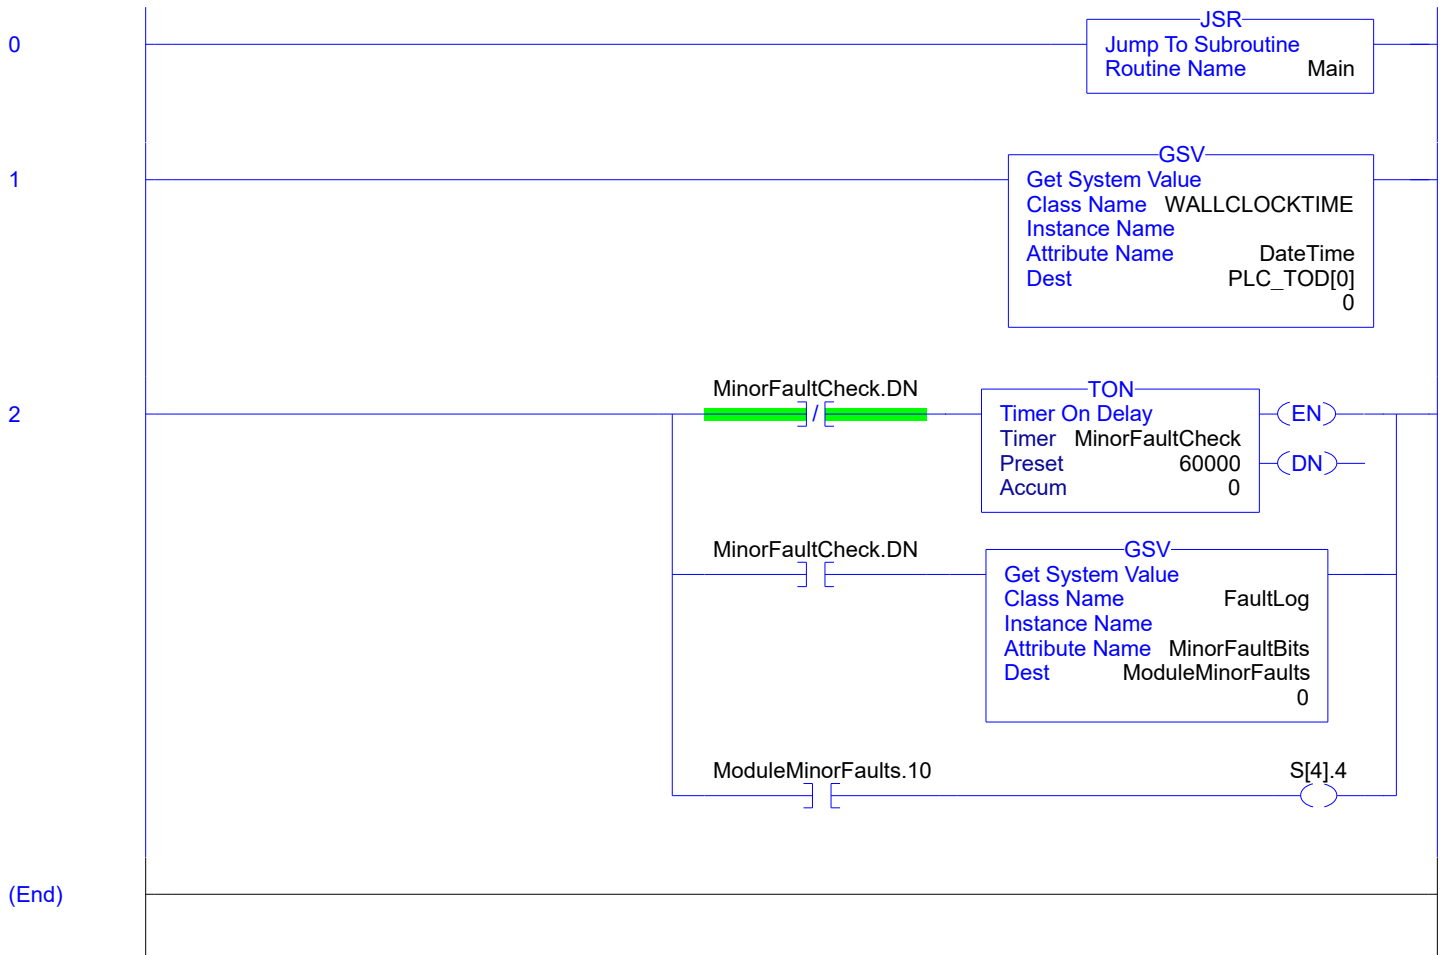 JSR
0
Jump To Subroutine
Routine Name Main
GSV
1
Get System Value
Class Name WALLCLOCKTIME
Instance Name
Attribute Name DateTime
Dest PLC_TOD[0]
0
MinorFaultCheck.DN
TON
2
/
Timer On Delay
EN
Timer MinorFaultCheck
Preset 60000
DN
Accum 0
MinorFaultCheck.DN
GSV
Get System Value
Class Name FaultLog
Instance Name
Attribute Name MinorFaultBits
Dest ModuleMinorFaults
0
ModuleMinorFaults.10
S[4].4
(End)